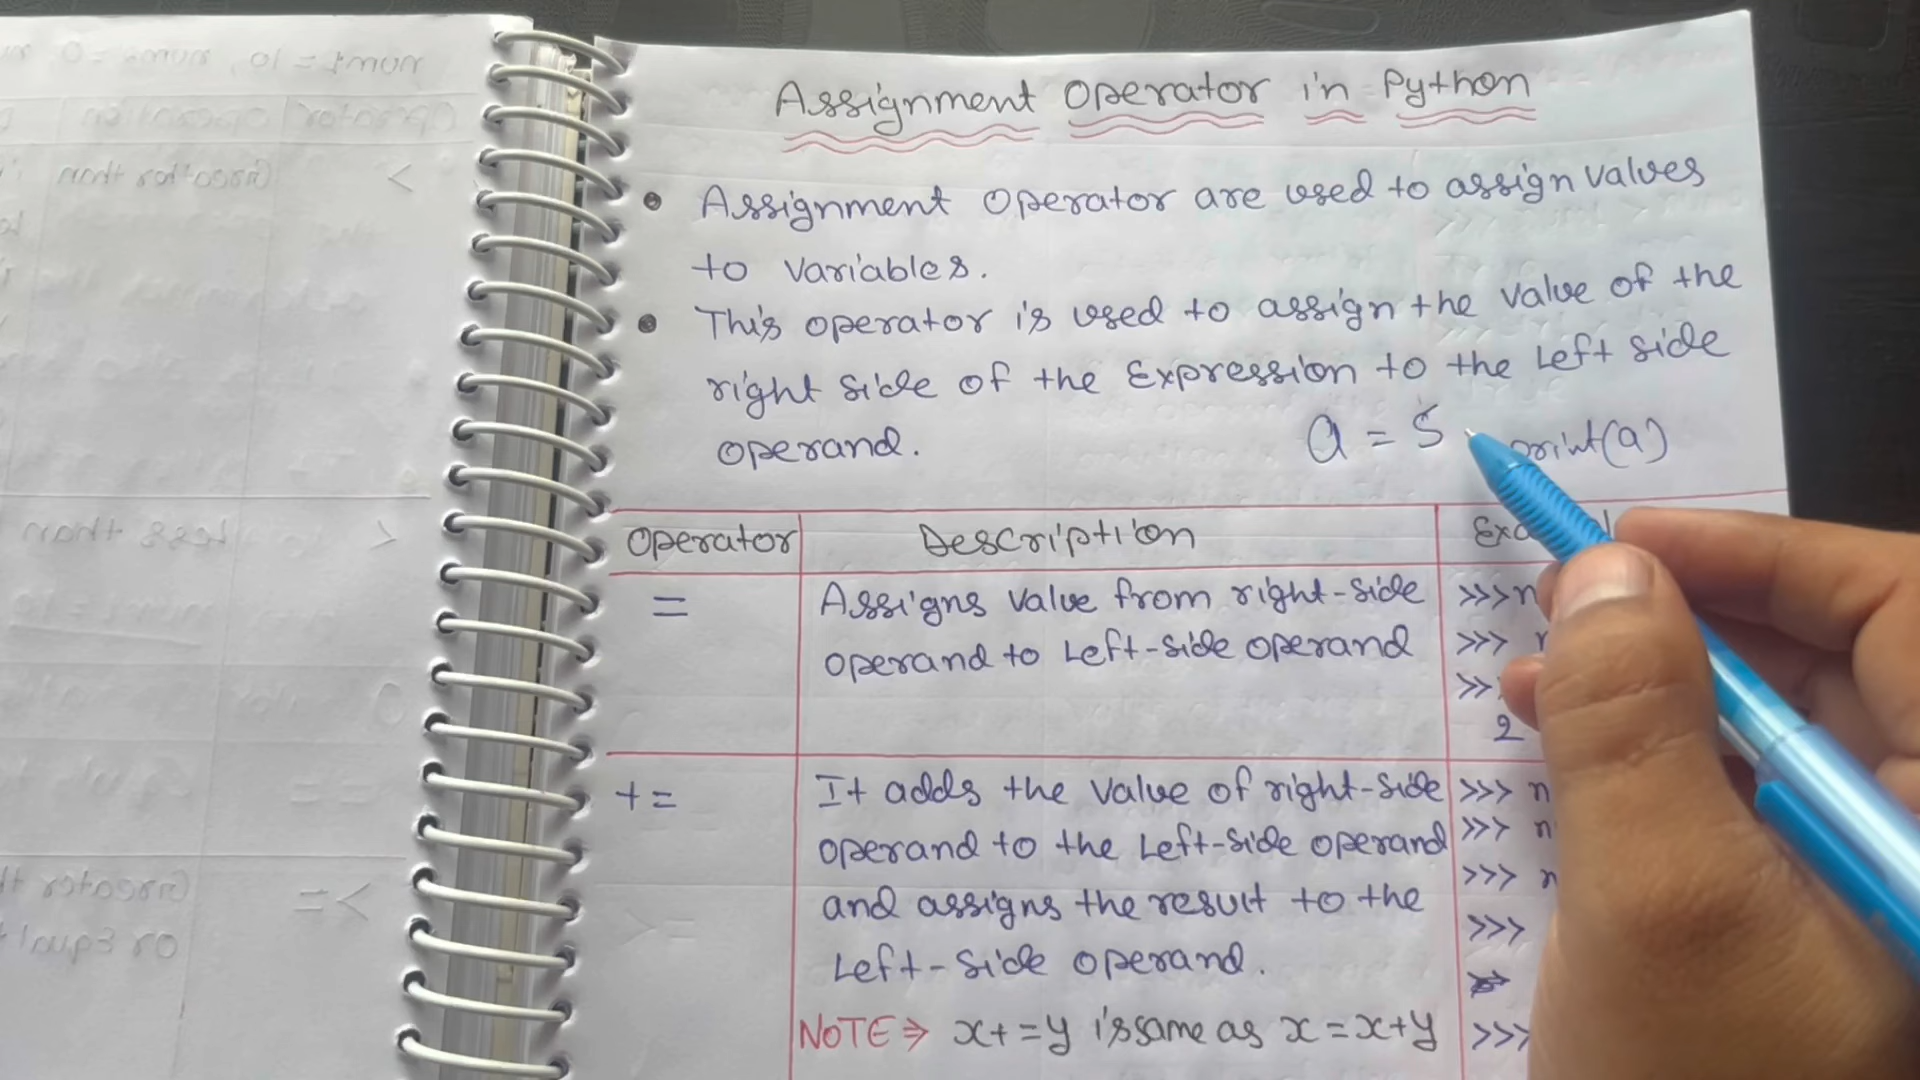 Assignment Operator in Python
• Assignment Operator are used to assign values
to variables.
• This operator is used to assign the value of the
right side of the Expression to the Left side
operand.
a = 5 print(a)
Operator Description
= Assigns value from right-side
operand to Left-side operand
>>> n
>>>
>>>
2
+= It adds the value of right-side
operand to the Left-side operand
and assigns the result to the
Left-side operand.
>>> n
>>> n
>>> n
>>>
NOTE ⇒ x+=y is same as x=x+y
>>>